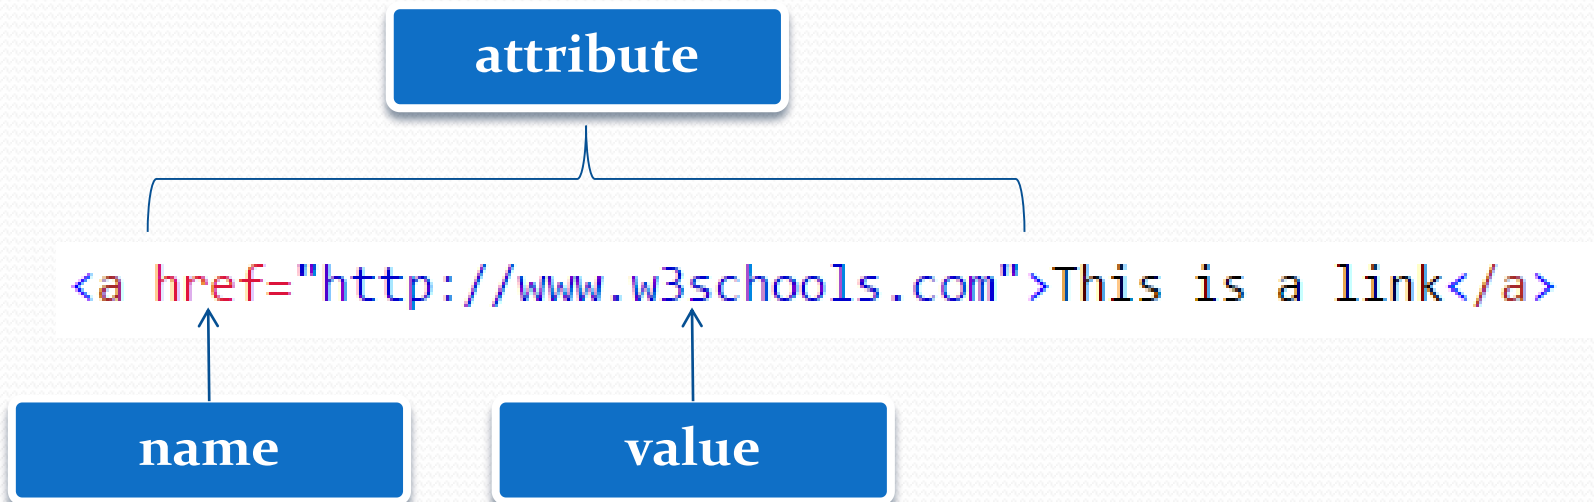 attribute
<a href="http://www.w3schools.com">This is a link</a>
name
value